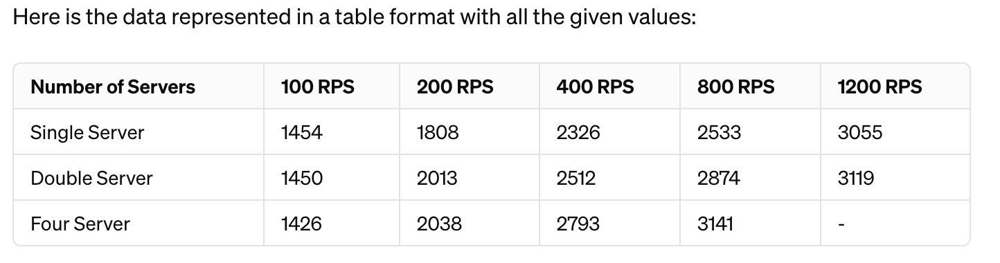 Here is the data represented in a table format with all the given values:
Number of Servers 100 RPS 200 RPS 400 RPS 800 RPS 1200 RPS
Single Server 1454 1808 2326 2533 3055
Double Server 1450 2013 2512 2874 3119
Four Server 1426 2038 2793 3141 -